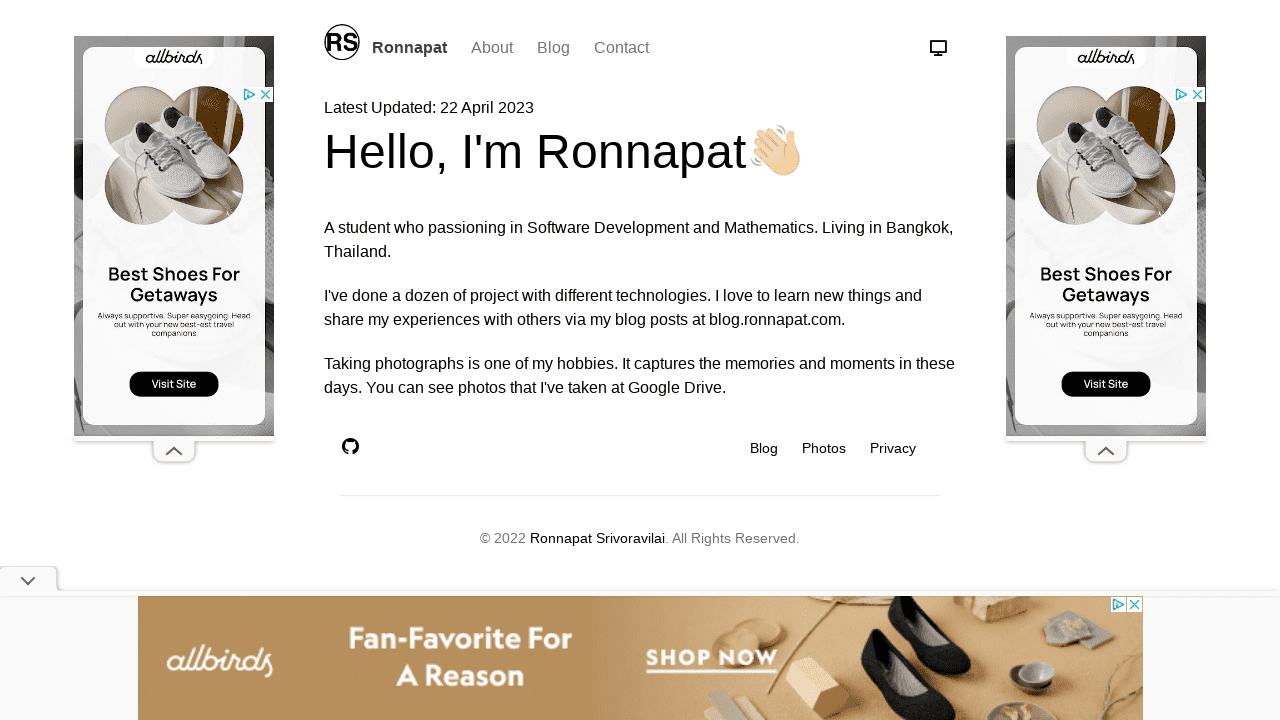 RS
Ronnapat About Blog Contact
Latest Updated: 22 April 2023
Hello, I'm Ronnapat
A student who passioning in Software Development and Mathematics. Living in Bangkok,
Thailand.
I've done a dozen of project with different technologies. I love to learn new things and
share my experiences with others via my blog posts at blog.ronnapat.com.
Taking photographs is one of my hobbies. It captures the memories and moments in these
days. You can see photos that I've taken at Google Drive.
Blog Photos Privacy
© 2022 Ronnapat Srivoravilai. All Rights Reserved.
allbirds
Best Shoes For
Getaways
Always supportive. Super easygoing. Head
out with your new best-est travel
companions
Visit Site
allbirds
Best Shoes For
Getaways
Always supportive. Super easygoing. Head
out with your new best-est travel
companions
Visit Site
allbirds
Fan-Favorite For
A Reason
SHOP NOW